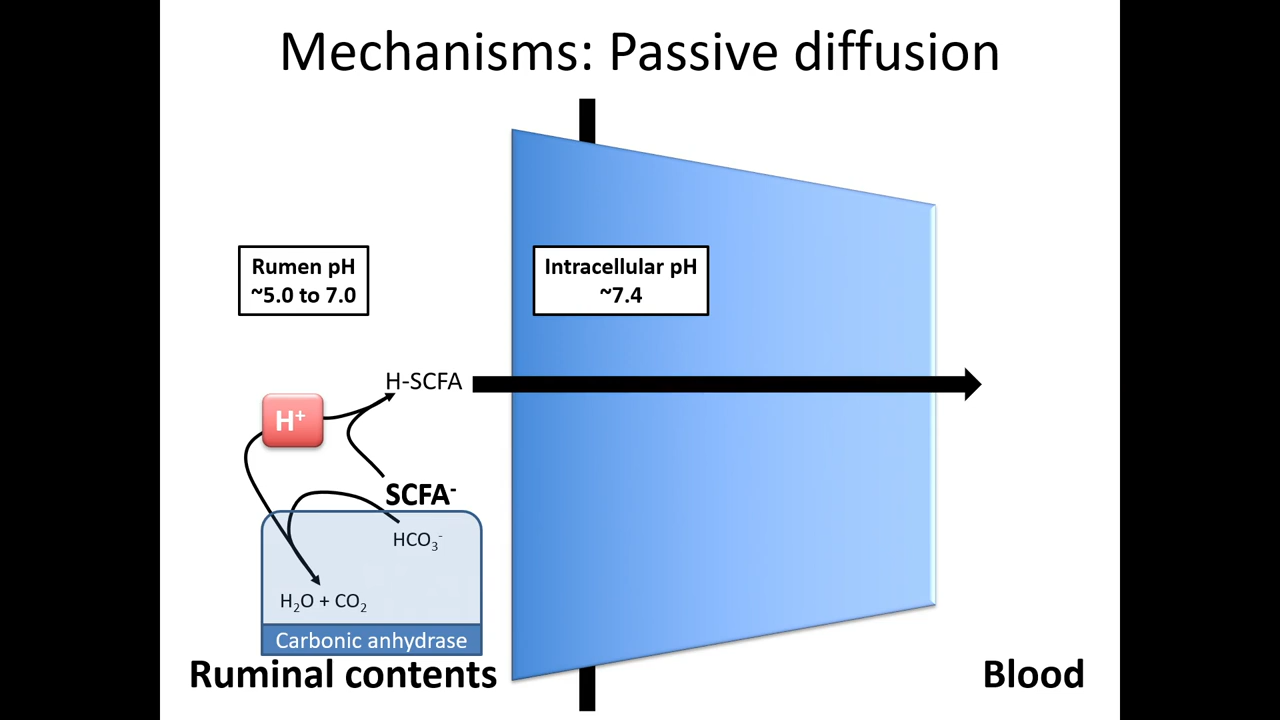 Mechanisms: Passive diffusion
Rumen pH
~5.0 to 7.0
Intracellular pH
~7.4
H-SCFA
H⁺
SCFA⁻
HCO₃⁻
H₂O + CO₂
Carbonic anhydrase
Ruminal contents
Blood